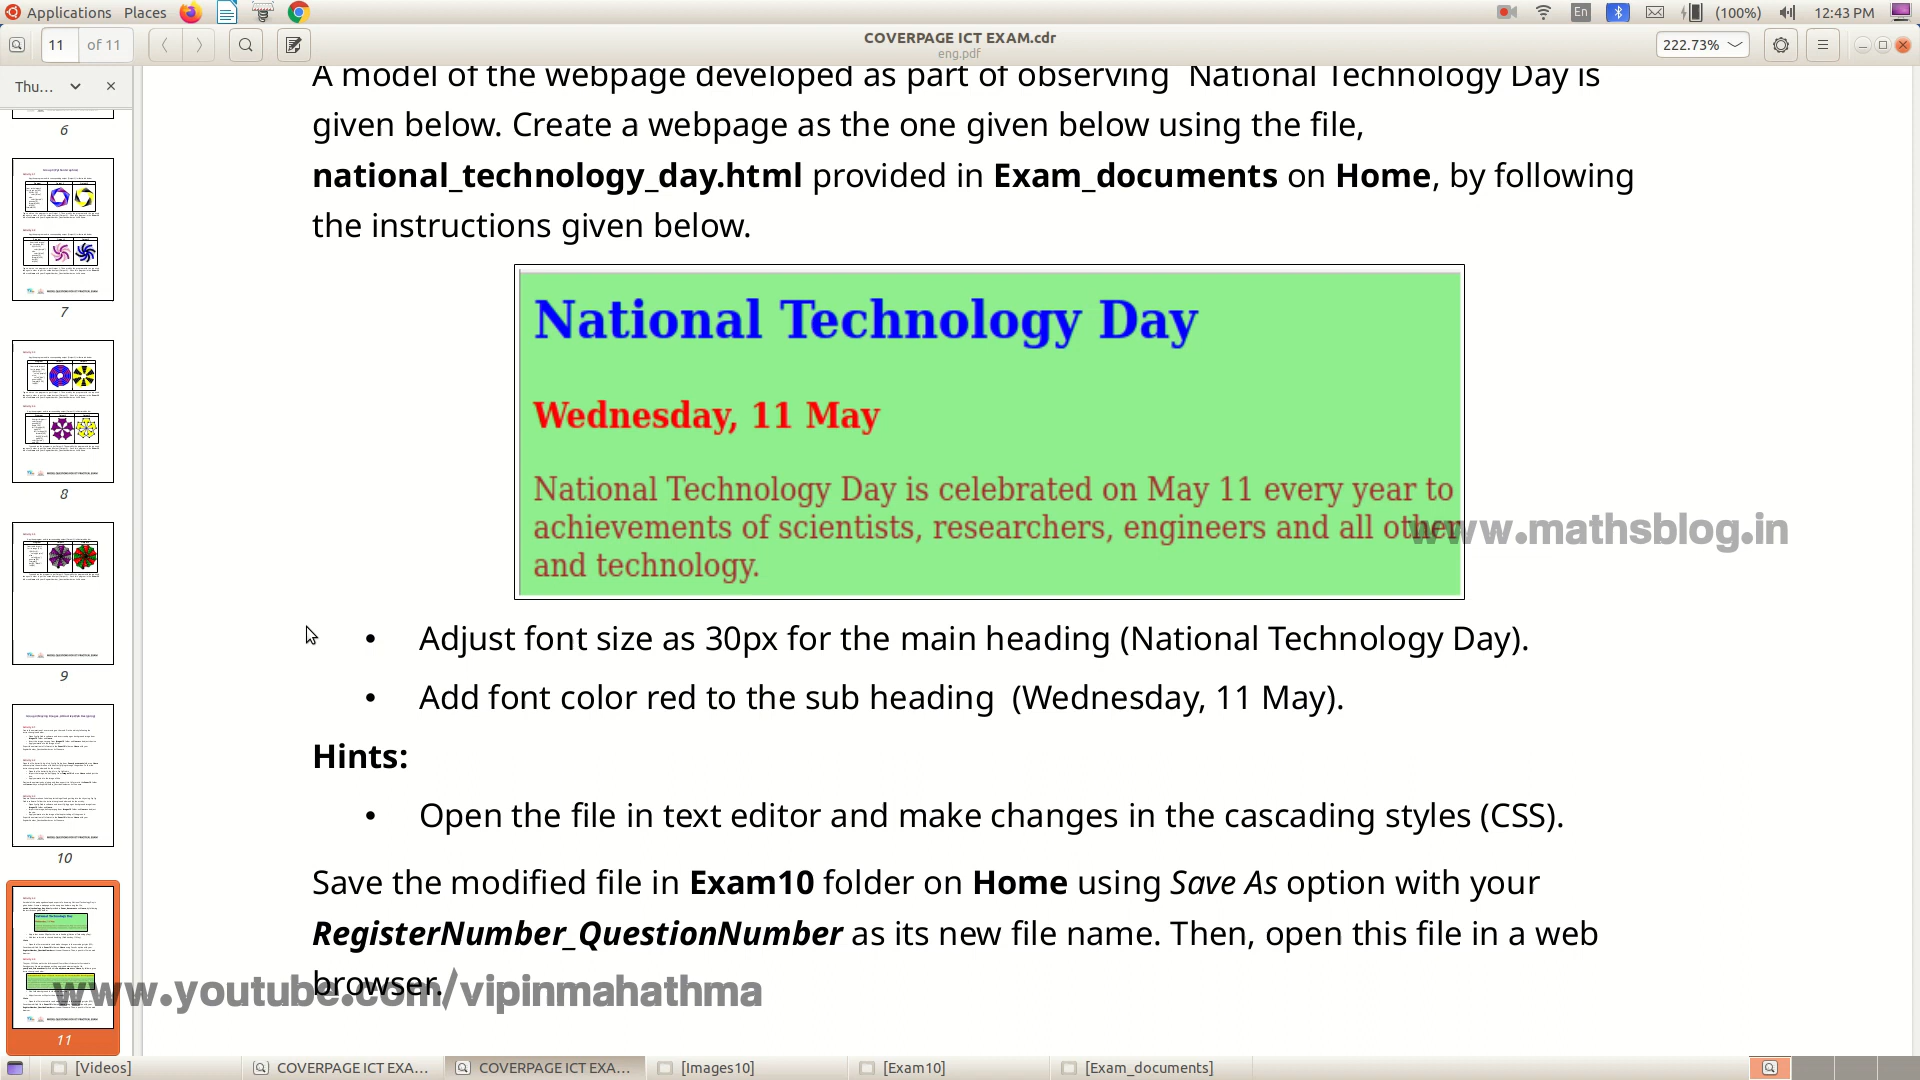 Applications Places En (100%) 12:43 PM
11 of 11 COVERPAGE ICT EXAM.cdr 222.73%
eng.pdf
Thu...
6
7
8
9
10
11
A model of the webpage developed as part of observing National Technology Day is
given below. Create a webpage as the one given below using the file,
national_technology_day.html provided in Exam_documents on Home, by following
the instructions given below.
National Technology Day
Wednesday, 11 May
National Technology Day is celebrated on May 11 every year to
achievements of scientists, researchers, engineers and all other
and technology.
www.mathsblog.in
• Adjust font size as 30px for the main heading (National Technology Day).
• Add font color red to the sub heading (Wednesday, 11 May).
Hints:
• Open the file in text editor and make changes in the cascading styles (CSS).
Save the modified file in Exam10 folder on Home using Save As option with your
RegisterNumber_QuestionNumber as its new file name. Then, open this file in a web
browser.
www.youtube.com/vipinmahathma
[Videos] COVERPAGE ICT EXA... COVERPAGE ICT EXA... [Images10] [Exam10] [Exam_documents]